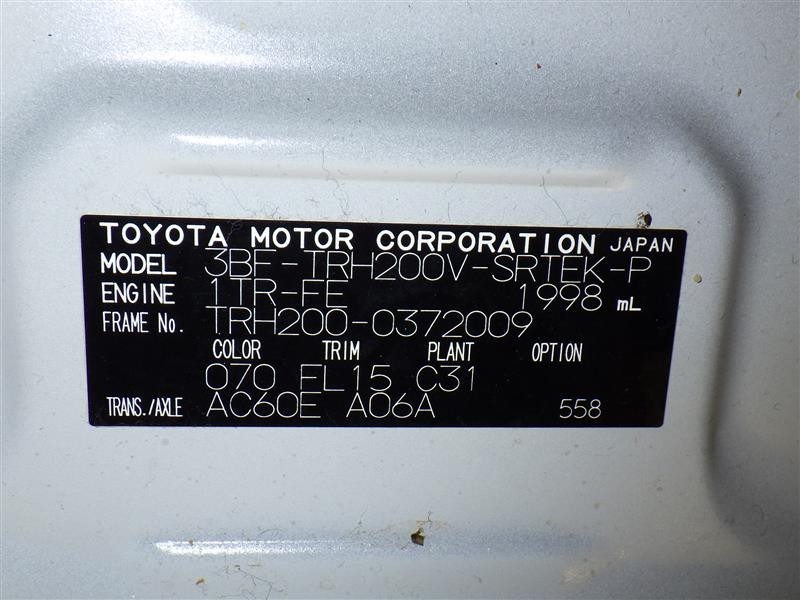 TOYOTA MOTOR CORPORATION JAPAN
MODEL 3BF-TRH200V-SRTEK-P
ENGINE 1TR-FE 1998 mL
FRAME No. TRH200-0372009
COLOR TRIM PLANT OPTION
070 FL15 C31
TRANS./AXLE AC60E A06A 558